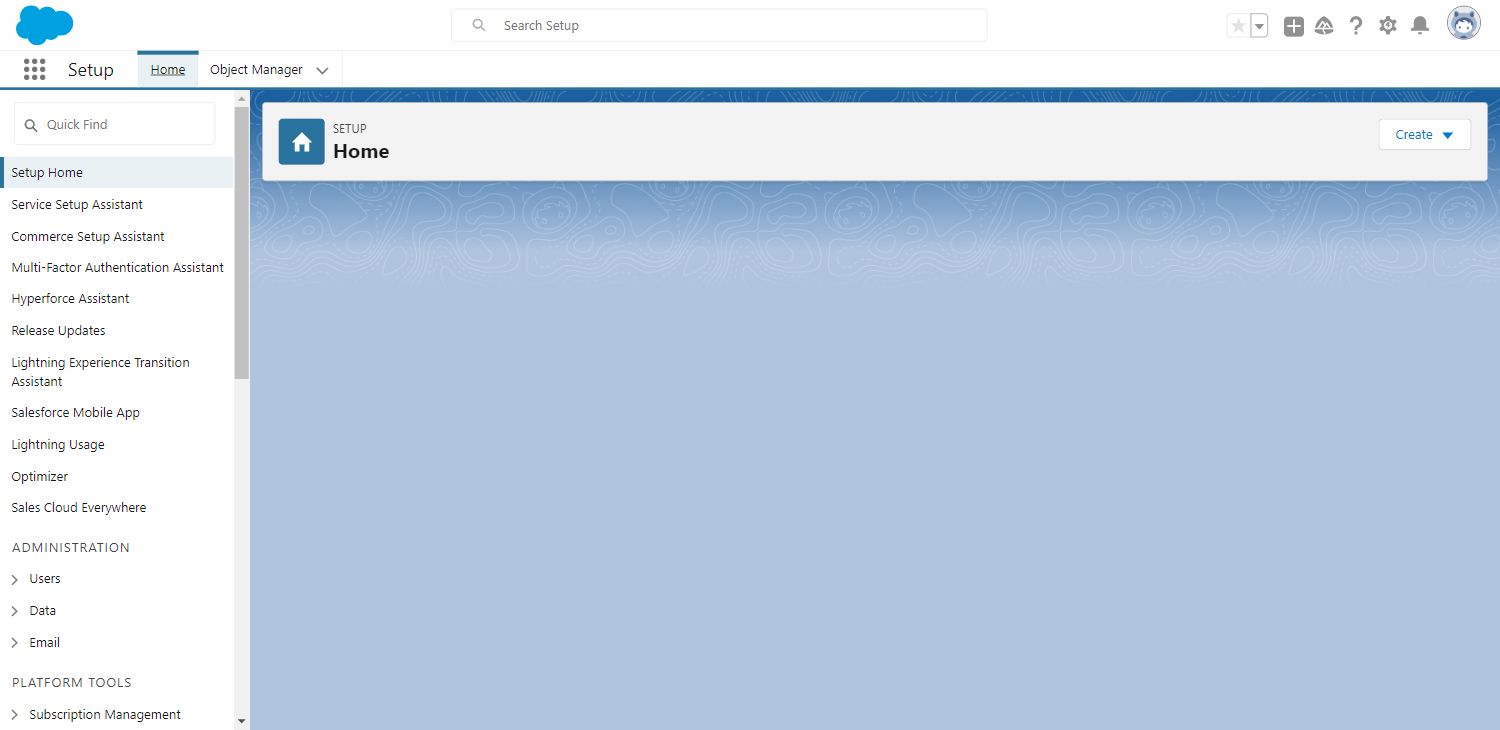 Search Setup
Setup
Home
Object Manager
Quick Find
Setup Home
Service Setup Assistant
Commerce Setup Assistant
Multi-Factor Authentication Assistant
Hyperforce Assistant
Release Updates
Lightning Experience Transition
Assistant
Salesforce Mobile App
Lightning Usage
Optimizer
Sales Cloud Everywhere
ADMINISTRATION
Users
Data
Email
PLATFORM TOOLS
Subscription Management
SETUP
Home
Create